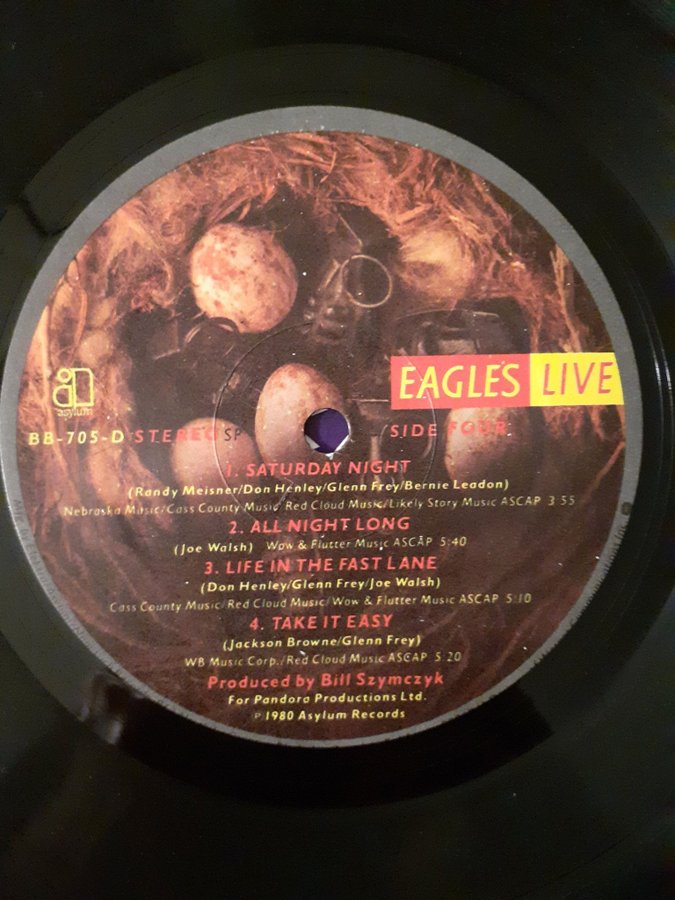 EAGLES LIVE
asylum
BB-705-D STEREO SP SIDE FOUR
1. SATURDAY NIGHT
(Randy Meisner/Don Henley/Glenn Frey/Bernie Leadon)
Nebraska Music/Cass County Music/Red Cloud Music/Likely Story Music ASCAP 3:55
2. ALL NIGHT LONG
(Joe Walsh) Wow & Flutter Music ASCAP 5:40
3. LIFE IN THE FAST LANE
(Don Henley/Glenn Frey/Joe Walsh)
Cass County Music/Red Cloud Music/Wow & Flutter Music ASCAP 5:10
4. TAKE IT EASY
(Jackson Browne/Glenn Frey)
WB Music Corp./Red Cloud Music ASCAP 5:20
Produced by Bill Szymczyk
For Pandora Productions Ltd.
℗ 1980 Asylum Records